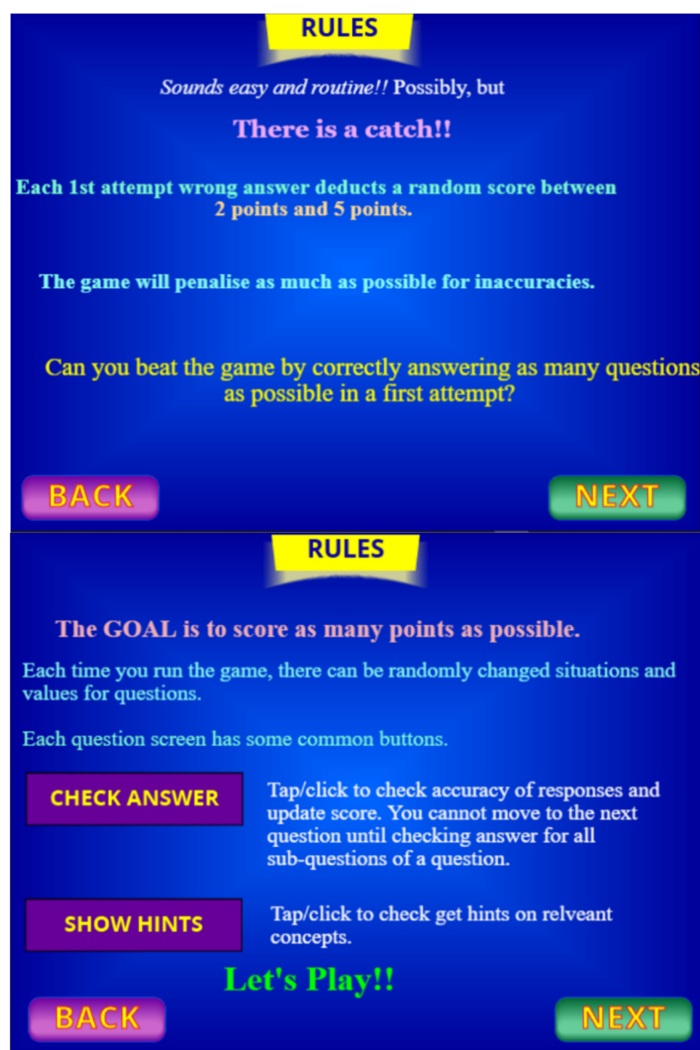 RULES
Sounds easy and routine!! Possibly, but
There is a catch!!
Each 1st attempt wrong answer deducts a random score between
2 points and 5 points.
The game will penalise as much as possible for inaccuracies.
Can you beat the game by correctly answering as many questions
as possible in a first attempt?
BACK
NEXT
RULES
The GOAL is to score as many points as possible.
Each time you run the game, there can be randomly changed situations and
values for questions.
Each question screen has some common buttons.
CHECK ANSWER
Tap/click to check accuracy of responses and
update score. You cannot move to the next
question until checking answer for all
sub-questions of a question.
SHOW HINTS
Tap/click to check get hints on relveant
concepts.
Let's Play!!
BACK
NEXT